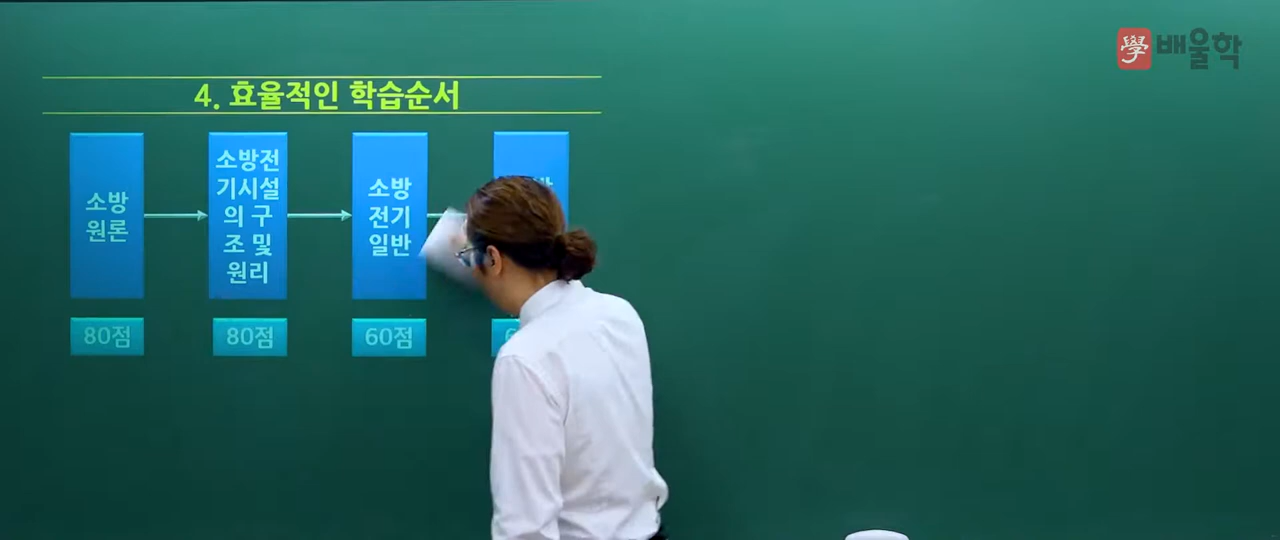 學 배울학
4. 효율적인 학습순서
소방
원론
소방전
기시설
의 구
조 및
원리
소방
전기
일반
80점
80점
60점